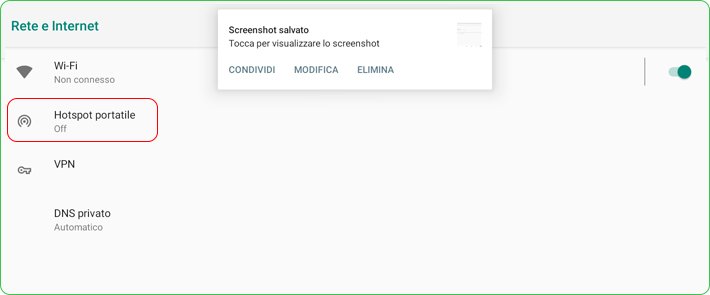 Rete e Internet
Screenshot salvato
Tocca per visualizzare lo screenshot
CONDIVIDI MODIFICA ELIMINA
Wi-Fi
Non connesso
Hotspot portatile
Off
VPN
DNS privato
Automatico